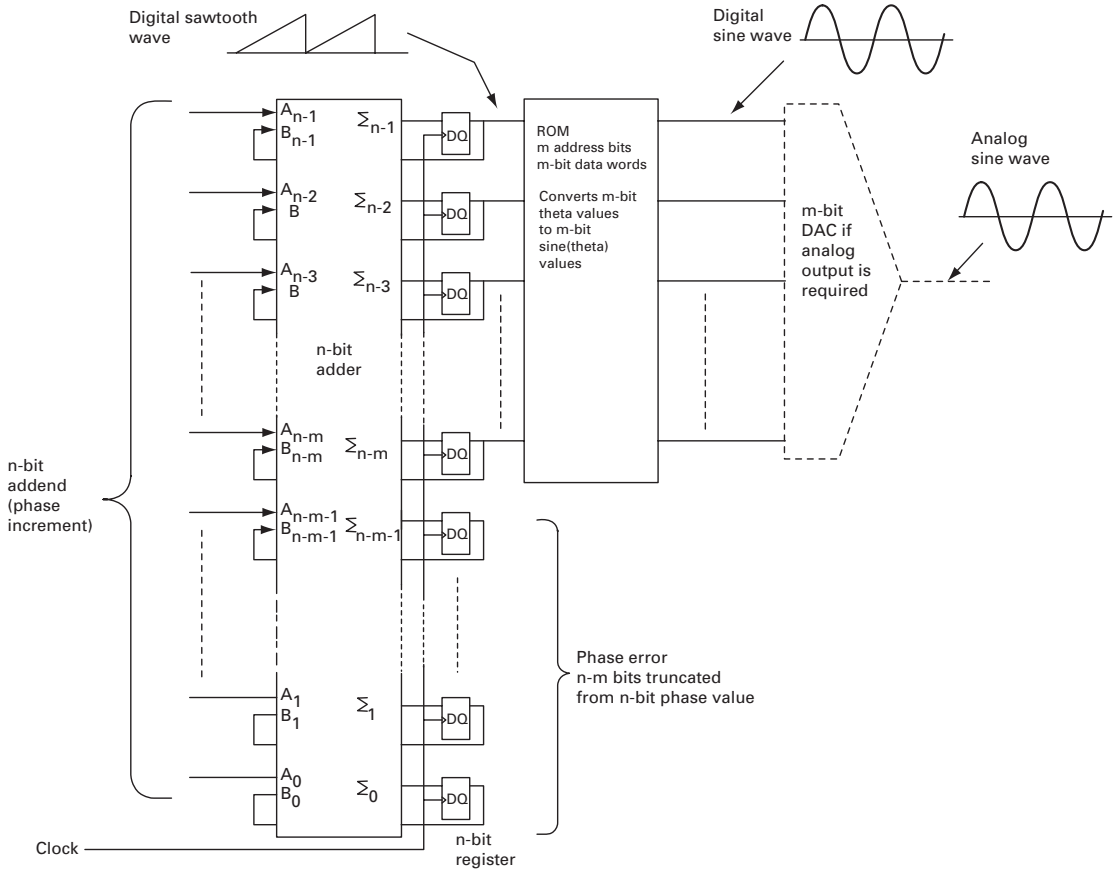 Digital sawtooth
wave
Digital
sine wave
Analog
sine wave
n-bit
addend
(phase
increment)
A n-1
B n-1
Σ n-1
DQ
A n-2
B
Σ n-2
DQ
A n-3
B
Σ n-3
DQ
n-bit
adder
A n-m
B n-m
Σ n-m
DQ
A n-m-1
B n-m-1
Σ n-m-1
DQ
A 1
B 1
Σ 1
DQ
A 0
B 0
Σ 0
DQ
Clock
n-bit
register
ROM
m address bits
m-bit data words
Converts m-bit
theta values
to m-bit
sine(theta)
values
m-bit
DAC if
analog
output is
required
Phase error
n-m bits truncated
from n-bit phase value